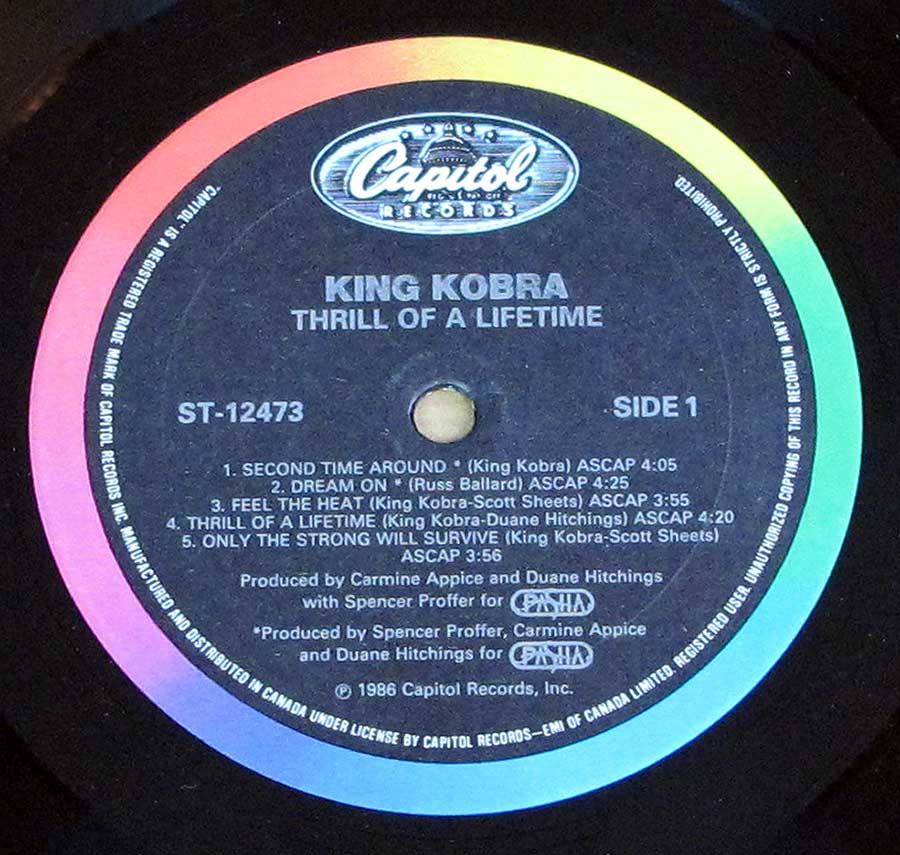 Capitol
RECORDS
KING KOBRA
THRILL OF A LIFETIME
ST-12473
SIDE 1
1. SECOND TIME AROUND * (King Kobra) ASCAP 4:05
2. DREAM ON * (Russ Ballard) ASCAP 4:25
3. FEEL THE HEAT (King Kobra-Scott Sheets) ASCAP 3:55
4. THRILL OF A LIFETIME (King Kobra-Duane Hitchings) ASCAP 4:20
5. ONLY THE STRONG WILL SURVIVE (King Kobra-Scott Sheets)
ASCAP 3:56
Produced by Carmine Appice and Duane Hitchings
with Spencer Proffer for PASHA
*Produced by Spencer Proffer, Carmine Appice
and Duane Hitchings for PASHA
℗ 1986 Capitol Records, Inc.
"CAPITOL" IS A REGISTERED TRADE MARK OF CAPITOL RECORDS INC. MANUFACTURED AND DISTRIBUTED IN CANADA UNDER LICENSE BY CAPITOL RECORDS—EMI OF CANADA LIMITED, REGISTERED USER. UNAUTHORIZED COPYING OF THIS RECORD IN ANY FORM IS STRICTLY PROHIBITED.